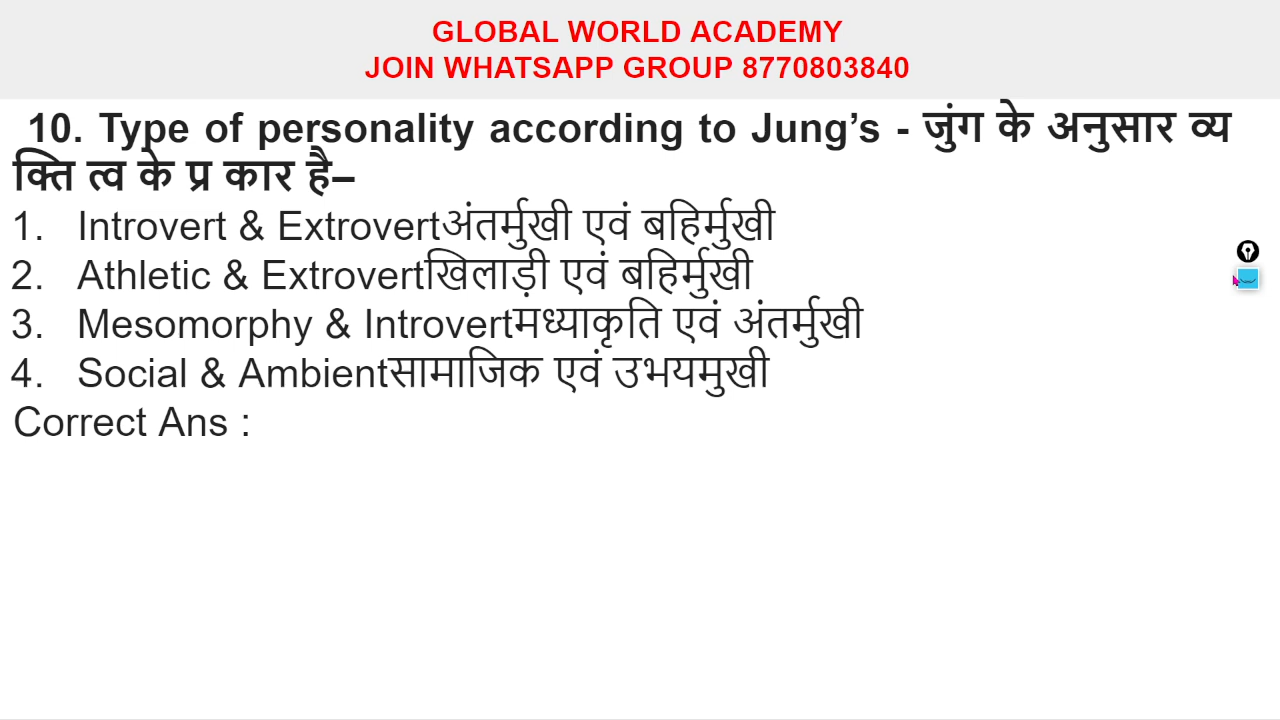 GLOBAL WORLD ACADEMY
JOIN WHATSAPP GROUP 8770803840
10. Type of personality according to Jung’s - जुंग के अनुसार व्य
क्ति त्व के प्र कार है–
1. Introvert & Extrovertअंतर्मुखी एवं बहिर्मुखी
2. Athletic & Extrovertखिलाड़ी एवं बहिर्मुखी
3. Mesomorphy & Introvertमध्याकृति एवं अंतर्मुखी
4. Social & Ambientसामाजिक एवं उभयमुखी
Correct Ans :